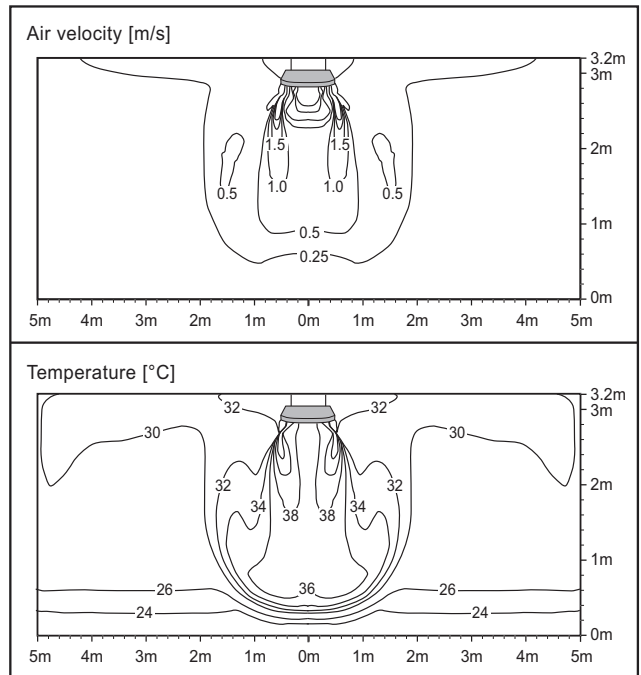 Air velocity [m/s]
3.2m
3m
1.5 1.5
2m
0.5 1.0 1.0 0.5
1m
0.5
0.25
0m
5m 4m 3m 2m 1m 0m 1m 2m 3m 4m 5m
Temperature [°C]
3.2m
32 32
3m
30 30
2m
32 32
34 34
38 38
1m
36
26 26
24 24
0m
5m 4m 3m 2m 1m 0m 1m 2m 3m 4m 5m